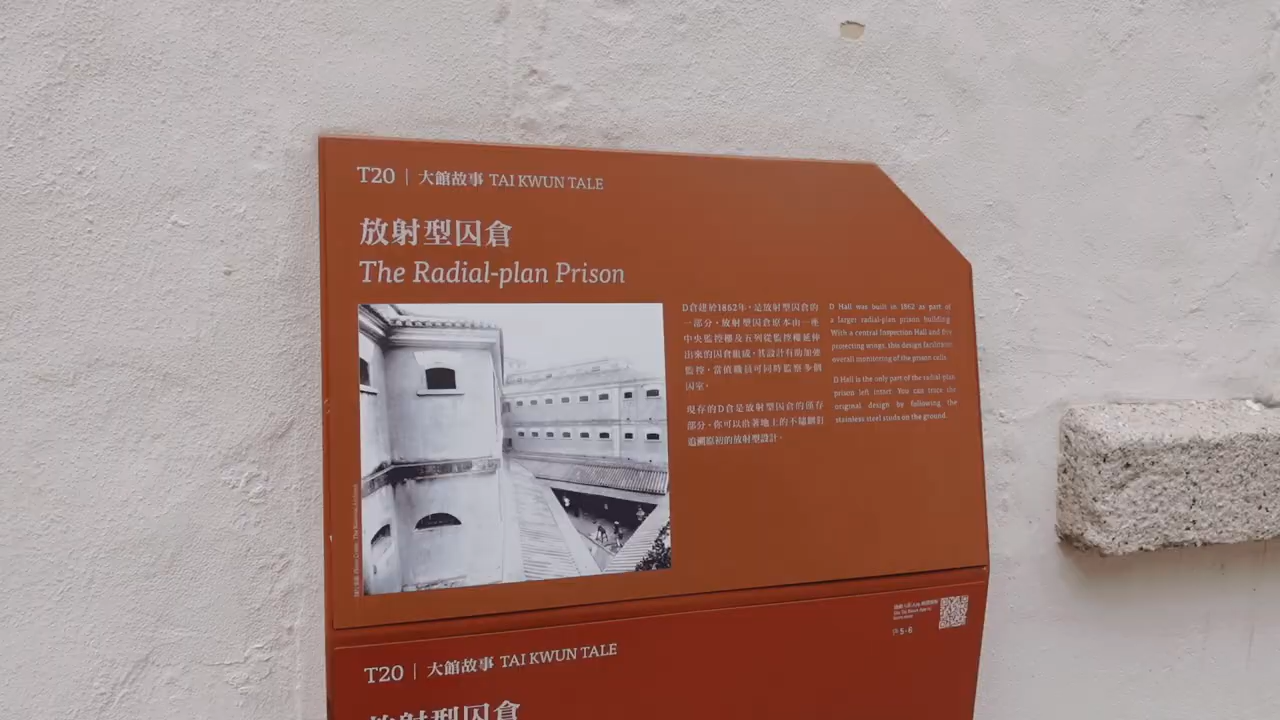 T20 | 大館故事 TAI KWUN TALE
放射型囚倉
The Radial-plan Prison
D倉建於1862年，是放射型囚倉的
一部分。放射型囚倉原本由一座
中央監控樓及五列從監控樓延伸
出來的囚倉組成，其設計有助加強
監控，當值職員可同時監察多個
囚室。
現存的D倉是放射型囚倉的僅存
部分。你可以沿著地上的不鏽鋼釘
追溯原初的放射型設計。
D Hall was built in 1862 as part of
a larger radial-plan prison building.
With a central Inspection Hall and five
projecting wings, this design facilitates
overall monitoring of the prison cells.
D Hall is the only part of the radial-plan
prison left intact. You can trace the
original design by following the
stainless steel studs on the ground.
5-6
T20 | 大館故事 TAI KWUN TALE
放射型囚倉